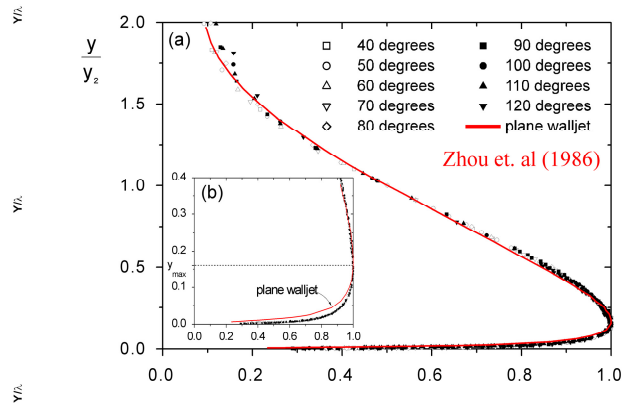 Y/λ
Y/λ
Y/λ
y
y₂
2.0
1.5
1.0
0.5
0.0
(a)
40 degrees
50 degrees
60 degrees
70 degrees
80 degrees
90 degrees
100 degrees
110 degrees
120 degrees
plane walljet
Zhou et. al (1986)
(b)
0.4
0.3
0.2
y max
0.1
0.0
plane walljet
0.0 0.2 0.4 0.6 0.8 1.0
0.0 0.2 0.4 0.6 0.8 1.0